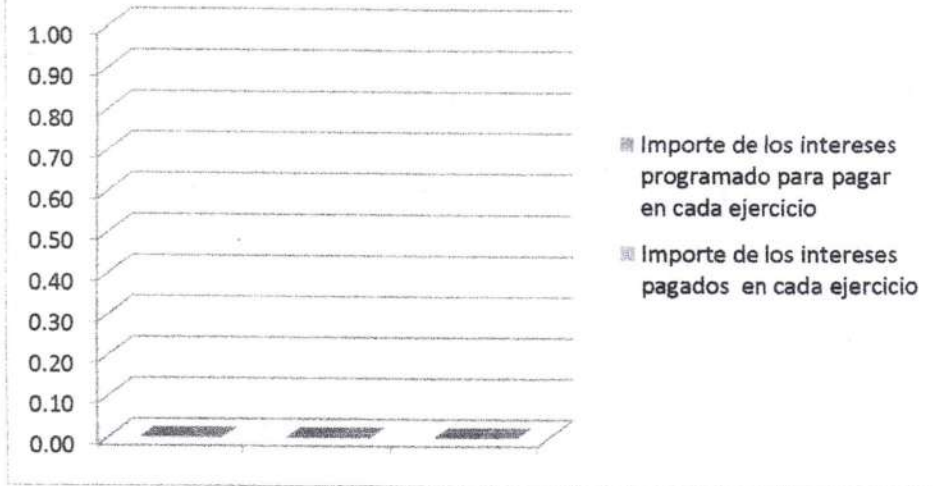 1.00
0.90
0.80
0.70
0.60
0.50
0.40
0.30
0.20
0.10
0.00
Importe de los intereses
programado para pagar
en cada ejercicio
Importe de los intereses
pagados en cada ejercicio